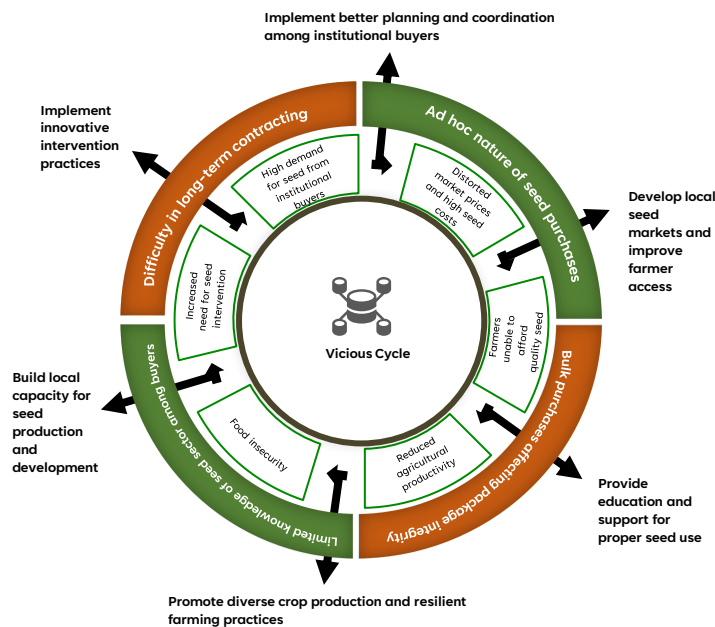 Implement better planning and coordination
among institutional buyers
Ad hoc nature of seed purchases
Develop local
seed
markets and
improve
farmer
access
Bulk purchases affecting package integrity
Provide
education and
support for
proper seed use
Promote diverse crop production and resilient
farming practices
Limited knowledge of seed sector among buyers
Build local
capacity for
seed
production
and
development
Difficulty in long-term contracting
Implement
innovative
intervention
practices
High demand
for seed from
institutional
buyers
Distorted
market prices
and high seed
costs
Farmers
unable to
afford
quality seed
Reduced
agricultural
productivity
Food insecurity
Increased
need for seed
intervention
Vicious Cycle